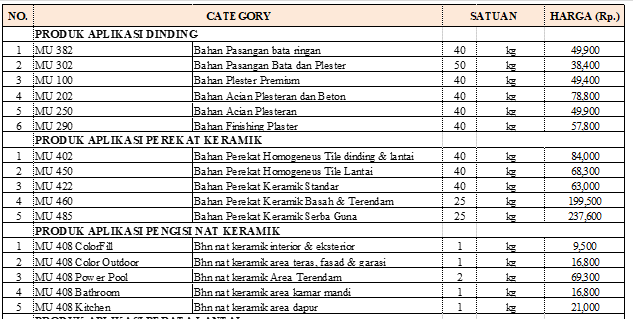 NO. CATEGORY SATUAN HARGA (Rp.)
PRODUK APLIKASI DINDING
1 MU 382 Bahan Pasangan bata ringan 40 kg 49,900
2 MU 302 Bahan Pasangan Bata dan Plester 50 kg 38,400
3 MU 100 Bahan Plester Premium 40 kg 49,400
4 MU 202 Bahan Acian Plesteran dan Beton 40 kg 78,800
5 MU 250 Bahan Acian Plesteran 40 kg 49,900
6 MU 290 Bahan Finishing Plaster 40 kg 57,800
PRODUK APLIKASI PEREKAT KERAMIK
1 MU 402 Bahan Perekat Homogeneus Tile dinding & lantai 40 kg 84,000
2 MU 450 Bahan Perekat Homogeneus Tile Lantai 40 kg 68,300
3 MU 422 Bahan Perekat Keramik Standar 40 kg 63,000
4 MU 460 Bahan Perekat Keramik Basah & Terendam 25 kg 199,500
5 MU 485 Bahan Perekat Keramik Serba Guna 25 kg 237,600
PRODUK APLIKASI PENGISI NAT KERAMIK
1 MU 408 ColorFill Bhn nat keramik interior & eksterior 1 kg 9,500
2 MU 408 Color Outdoor Bhn nat keramik area teras, fasad & garasi 1 kg 16,800
3 MU 408 Power Pool Bhn nat keramik Area Terendam 2 kg 69,300
4 MU 408 Bathroom Bhn nat keramik area kamar mandi 1 kg 16,800
5 MU 408 Kitchen Bhn nat keramik area dapur 1 kg 21,000